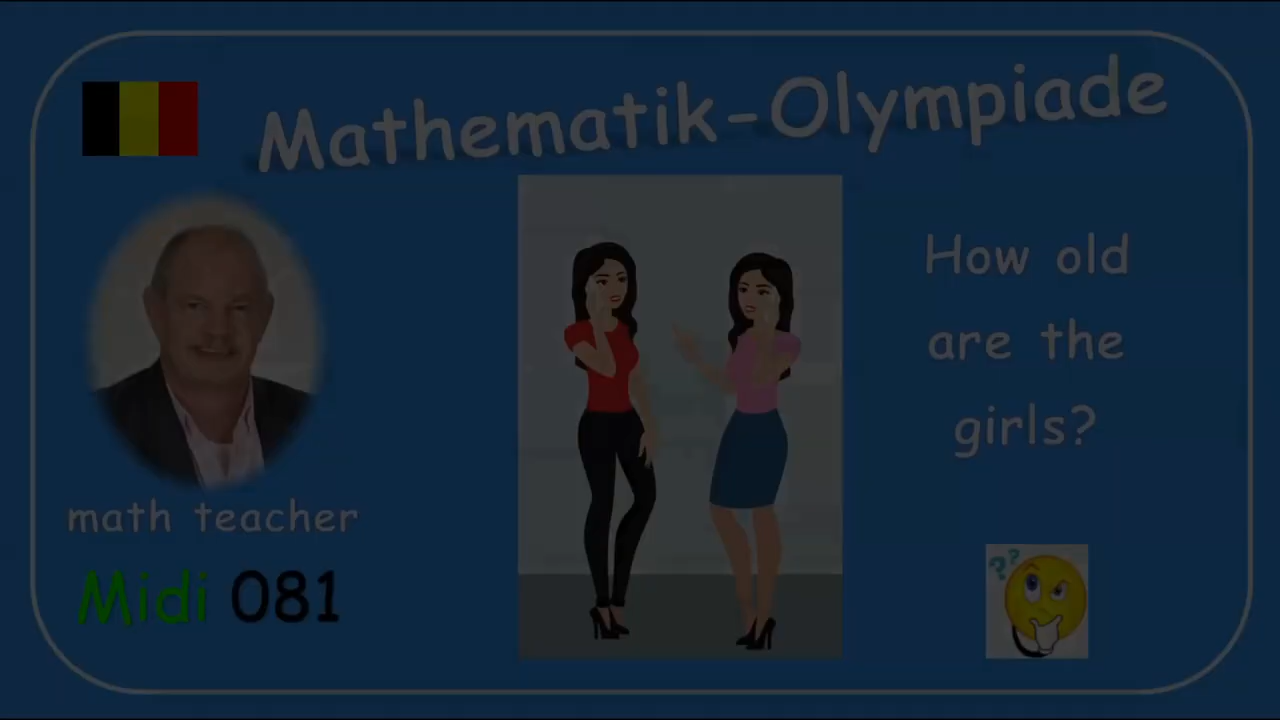 Mathematik-Olympiade
How old
are the
girls?
math teacher
Midi 081
??